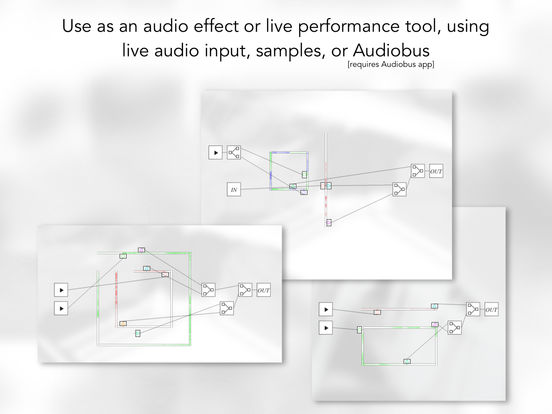 Use as an audio effect or live performance tool, using
live audio input, samples, or Audiobus
[requires Audiobus app]
IN
OUT
OUT
OUT